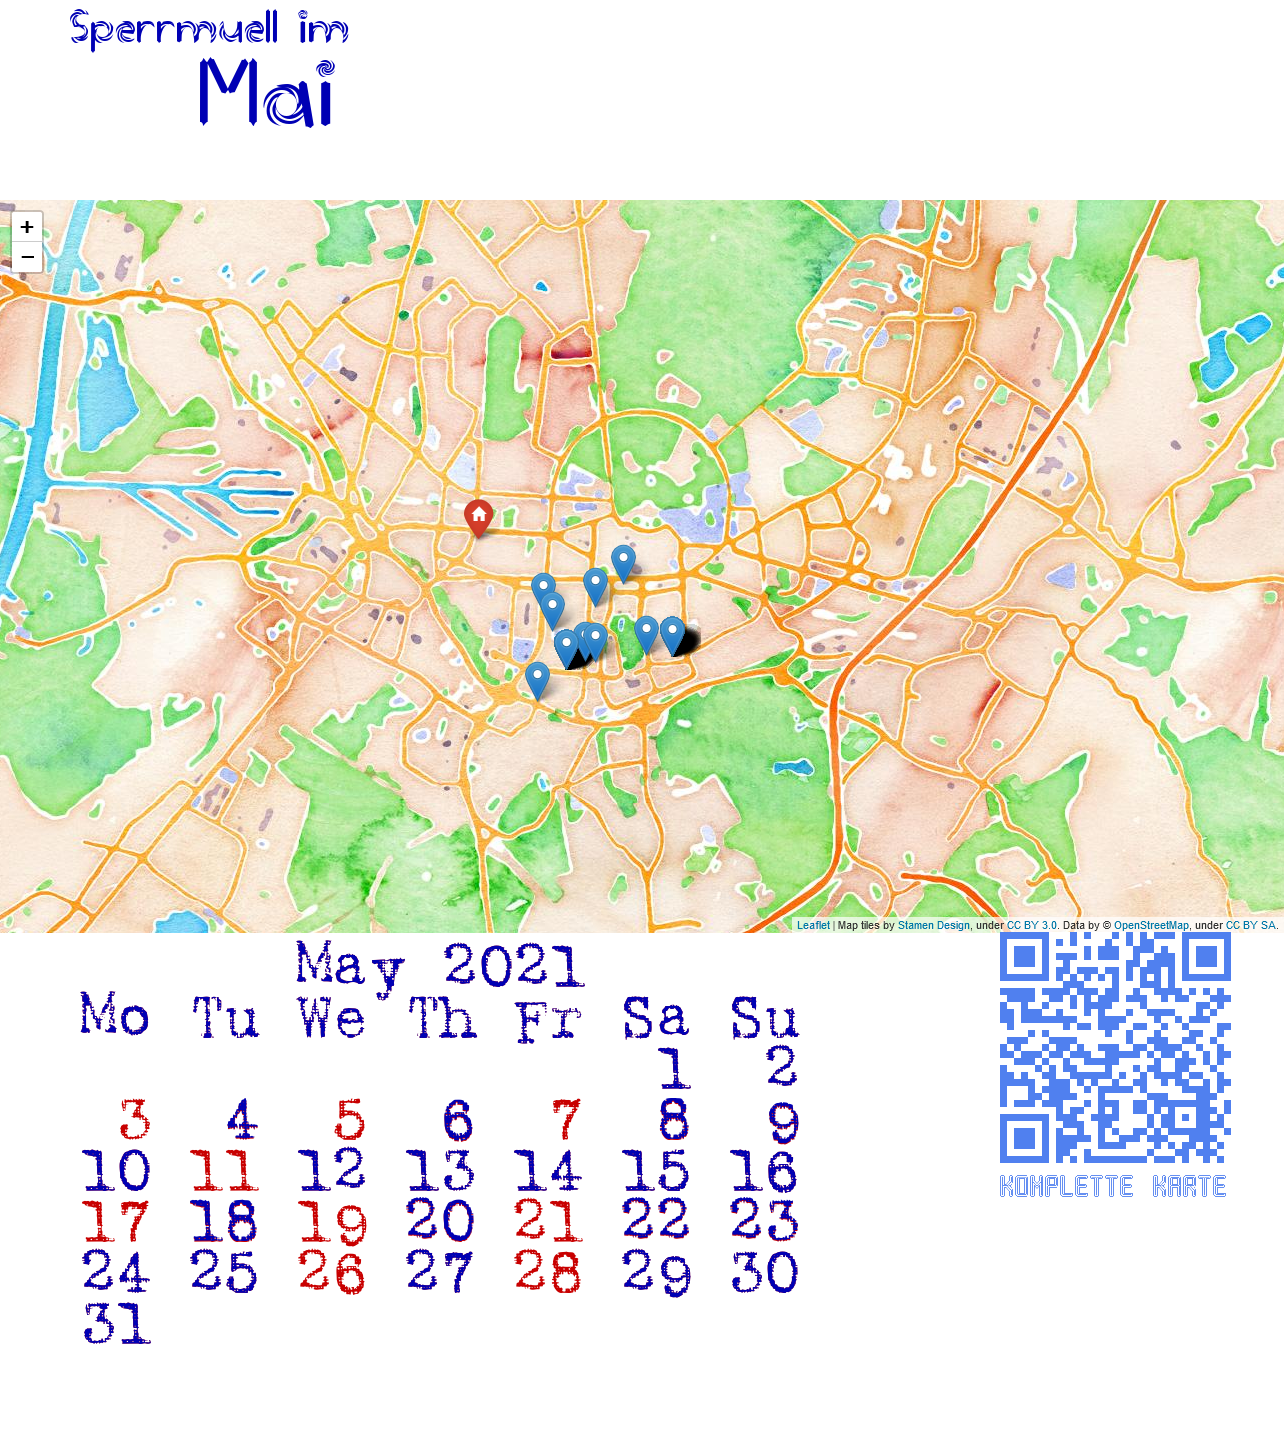 Sperrmuell im
Mai
+
−
Leaflet | Map tiles by Stamen Design, under CC BY 3.0. Data by © OpenStreetMap, under CC BY SA.
May 2021
Mo Tu We Th Fr Sa Su
1 2
3 4 5 6 7 8 9
10 11 12 13 14 15 16
17 18 19 20 21 22 23
24 25 26 27 28 29 30
31
KOMPLETTE KARTE